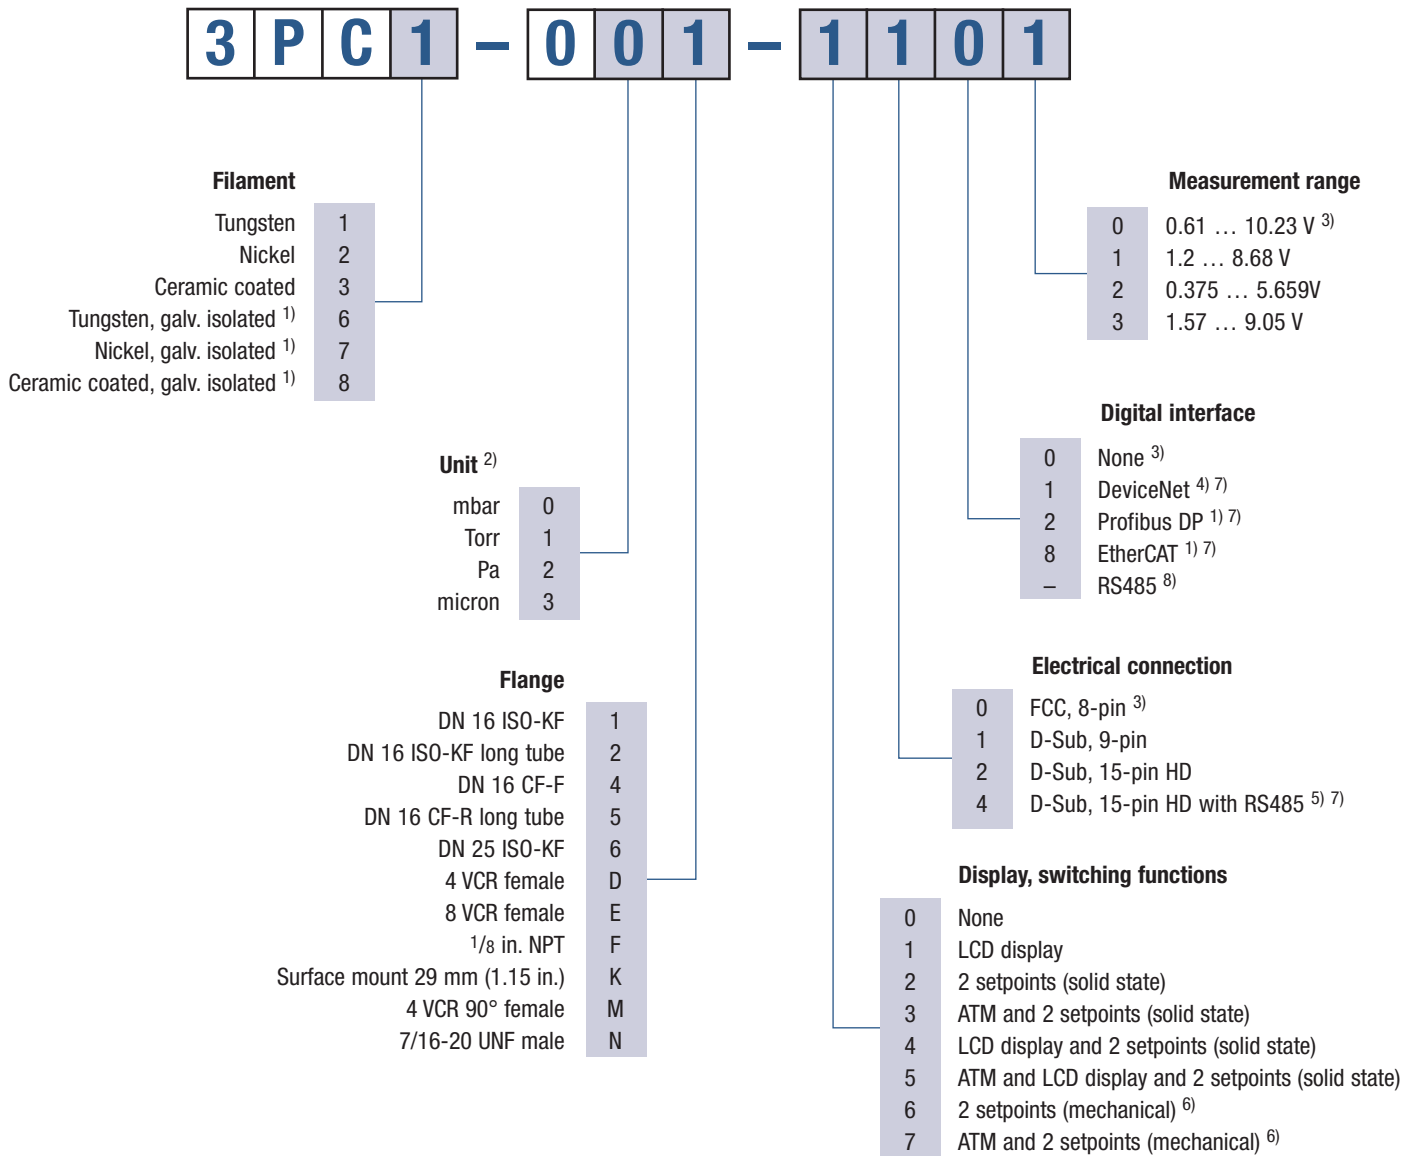 3PC1 – 001 – 1101
Filament
Tungsten 1
Nickel 2
Ceramic coated 3
Tungsten, galv. isolated 1) 6
Nickel, galv. isolated 1) 7
Ceramic coated, galv. isolated 1) 8
Unit 2)
mbar 0
Torr 1
Pa 2
micron 3
Flange
DN 16 ISO-KF 1
DN 16 ISO-KF long tube 2
DN 16 CF-F 4
DN 16 CF-R long tube 5
DN 25 ISO-KF 6
4 VCR female D
8 VCR female E
1/8 in. NPT F
Surface mount 29 mm (1.15 in.) K
4 VCR 90° female M
7/16-20 UNF male N
Measurement range
0 0.61 … 10.23 V 3)
1 1.2 … 8.68 V
2 0.375 … 5.659V
3 1.57 … 9.05 V
Digital interface
0 None 3)
1 DeviceNet 4) 7)
2 Profibus DP 1) 7)
8 EtherCAT 1) 7)
– RS485 8)
Electrical connection
0 FCC, 8-pin 3)
1 D-Sub, 9-pin
2 D-Sub, 15-pin HD
4 D-Sub, 15-pin HD with RS485 5) 7)
Display, switching functions
0 None
1 LCD display
2 2 setpoints (solid state)
3 ATM and 2 setpoints (solid state)
4 LCD display and 2 setpoints (solid state)
5 ATM and LCD display and 2 setpoints (solid state)
6 2 setpoints (mechanical) 6)
7 ATM and 2 setpoints (mechanical) 6)